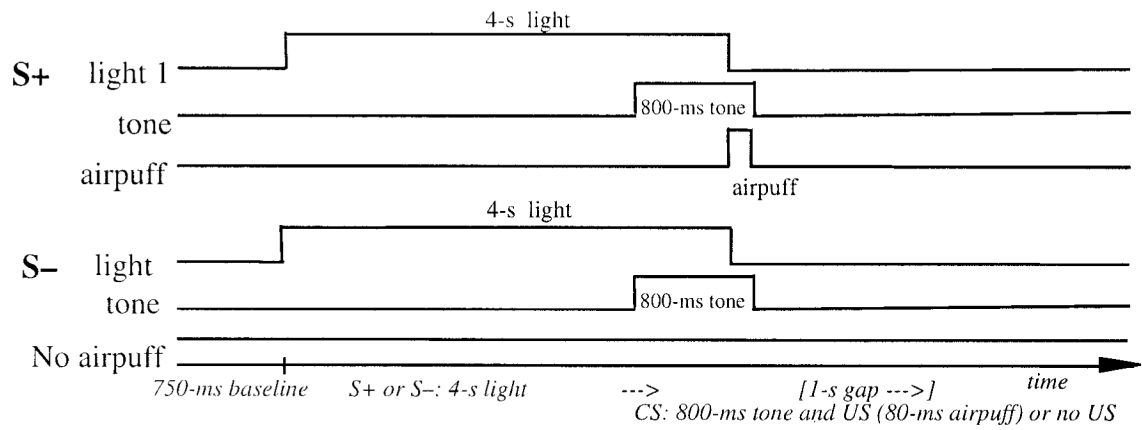 4-s light
S+ light 1
800-ms tone
tone
airpuff
airpuff
4-s light
S– light
800-ms tone
tone
No airpuff
750-ms baseline S+ or S–: 4-s light ---> [1-s gap --->] time
CS: 800-ms tone and US (80-ms airpuff) or no US